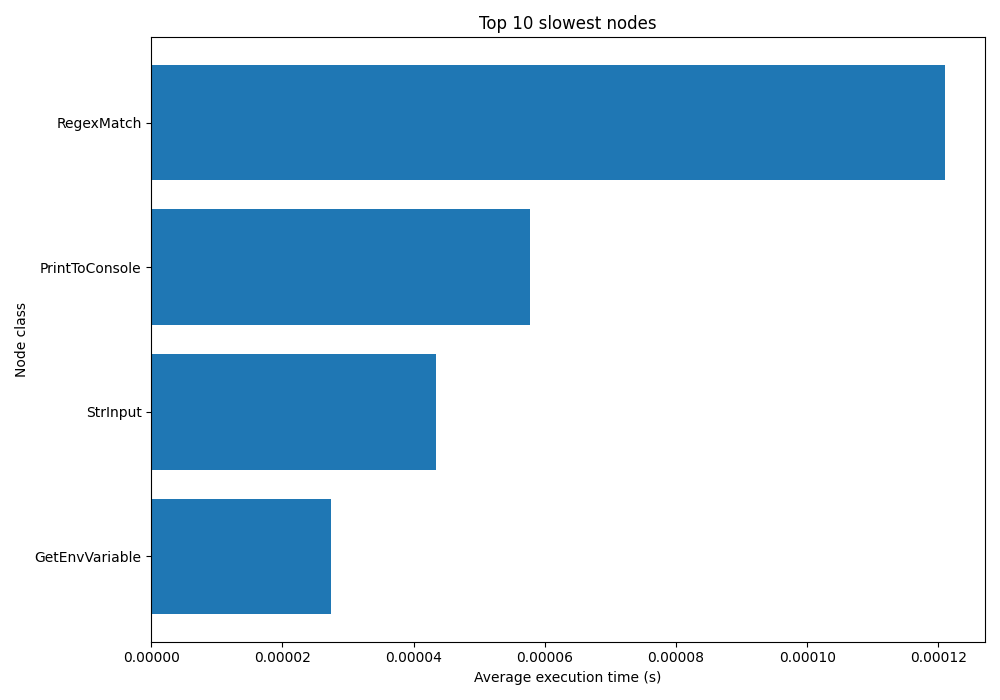 Top 10 slowest nodes
Node class
RegexMatch
PrintToConsole
StrInput
GetEnvVariable
0.00000 0.00002 0.00004 0.00006 0.00008 0.00010 0.00012
Average execution time (s)